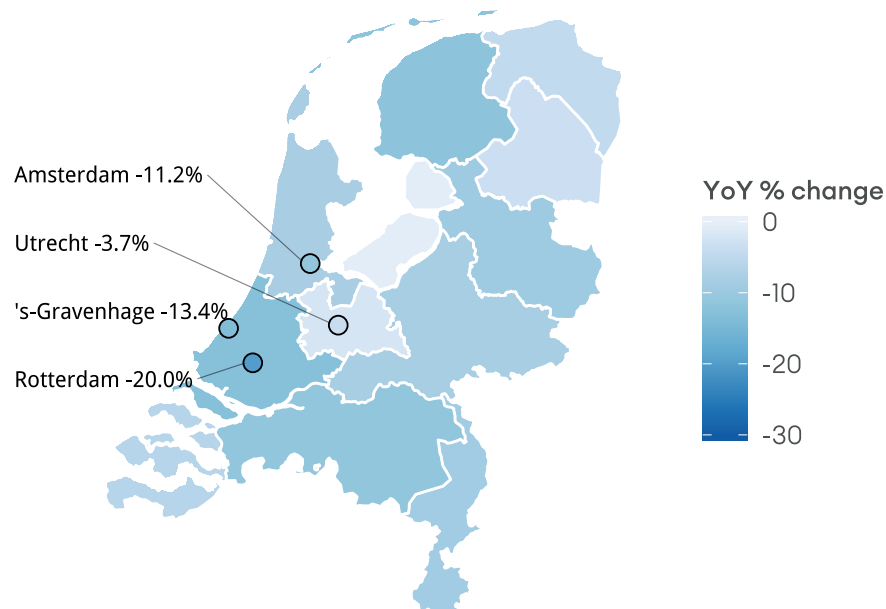 Amsterdam -11.2%
Utrecht -3.7%
's-Gravenhage -13.4%
Rotterdam -20.0%
YoY % change
0
-10
-20
-30